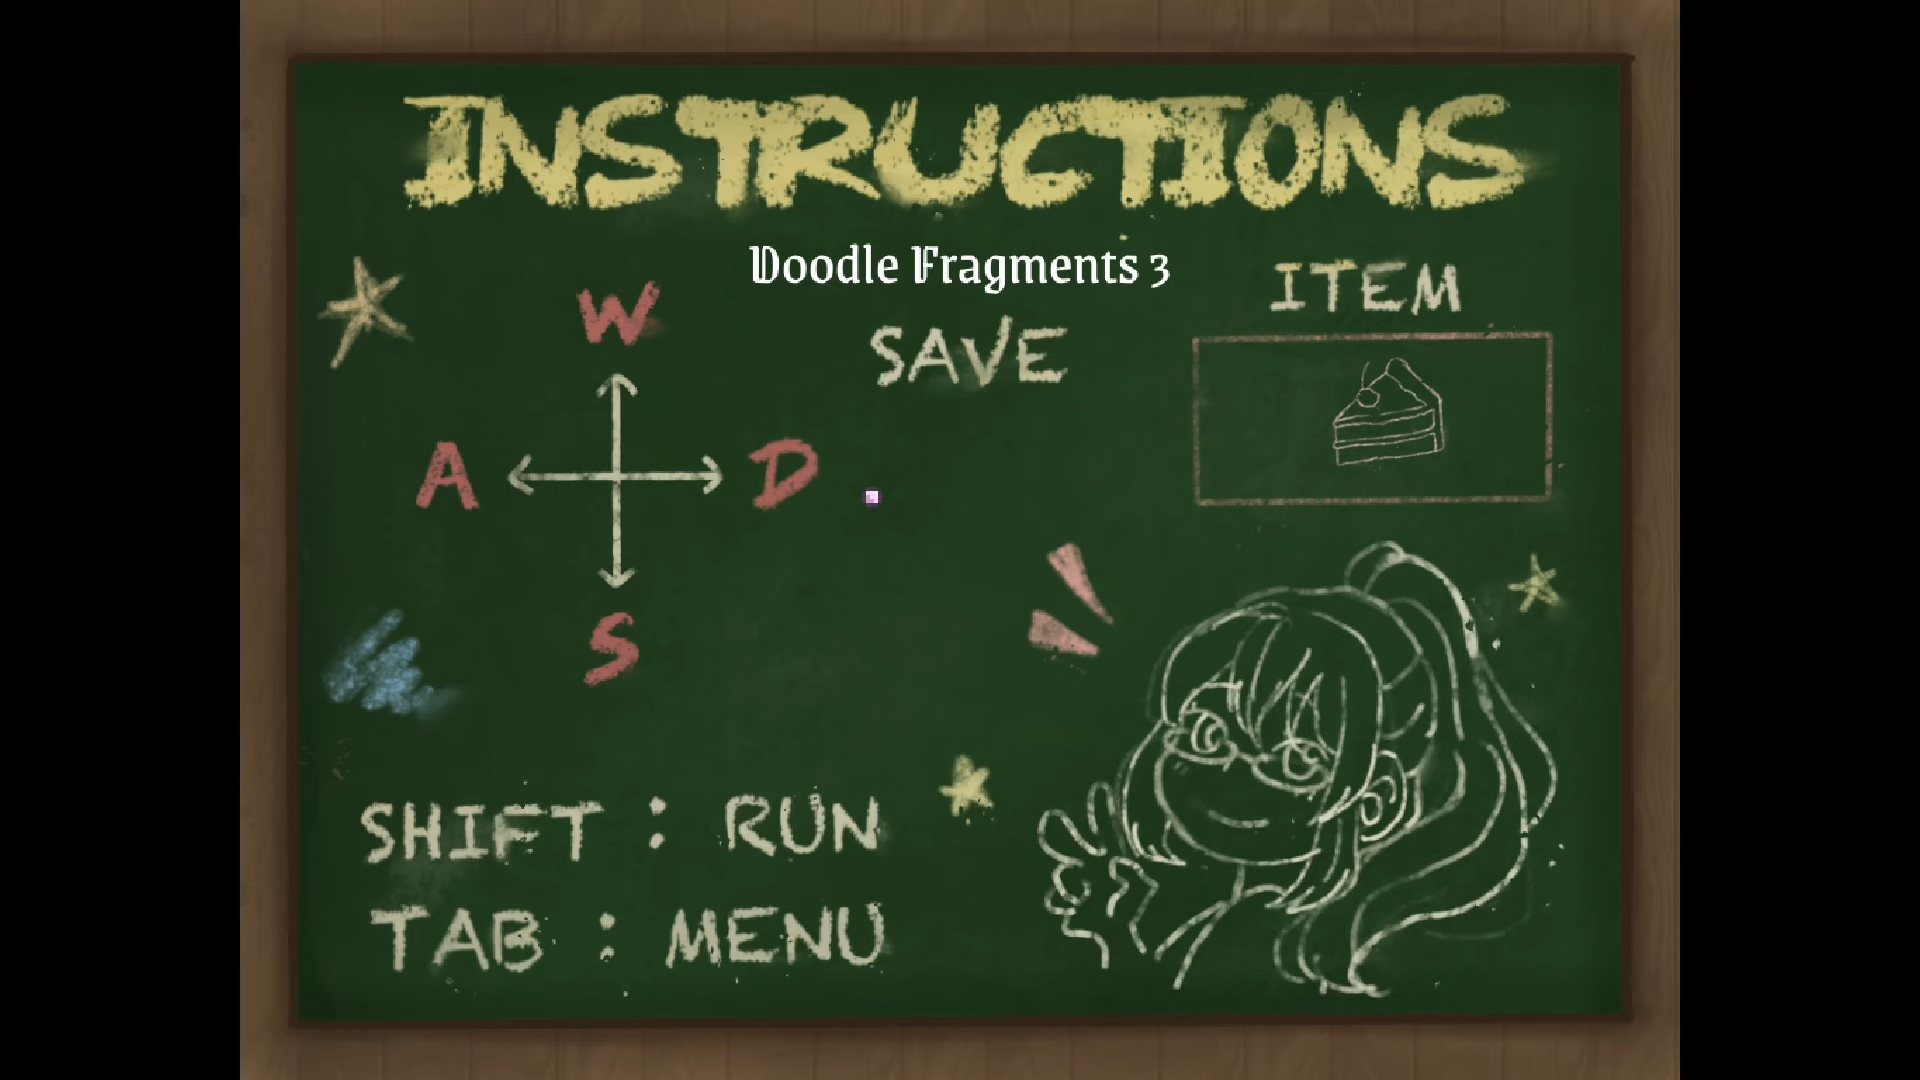 INSTRUCTIONS
Doodle Fragments 3
W
SAVE
ITEM
A D
S
SHIFT : RUN
TAB : MENU